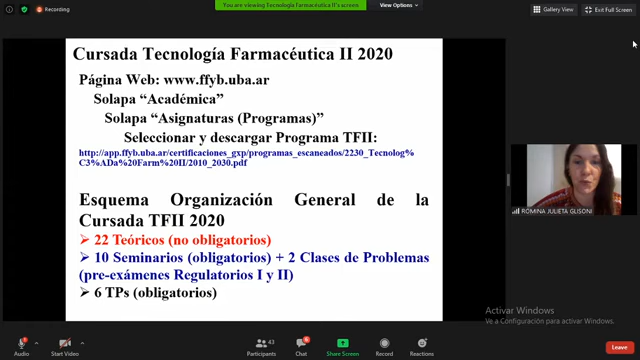 Recording
You are viewing Tecnología Farmacéutica II's screen
View Options
Gallery View
Exit Full Screen
Cursada Tecnología Farmacéutica II 2020
Página Web: www.ffyb.uba.ar
Solapa “Académica”
Solapa “Asignaturas (Programas)”
Seleccionar y descargar Programa TFII:
http://app.ffyb.uba.ar/certificaciones_gxp/programas_escaneados/2230_Tecnolog%
C3%ADa%20Farm%20II/2010_2030.pdf
Esquema Organización General de la
Cursada TFII 2020
➢ 22 Teóricos (no obligatorios)
➢ 10 Seminarios (obligatorios) + 2 Clases de Problemas
(pre-exámenes Regulatorios I y II)
➢ 6 TPs (obligatorios)
ROMINA JULIETA GLISONI
Activar Windows
Ve a Configuración para activar Windows.
Audio
Start Video
43
Participants
6
Chat
Share Screen
Record
Reactions
Leave